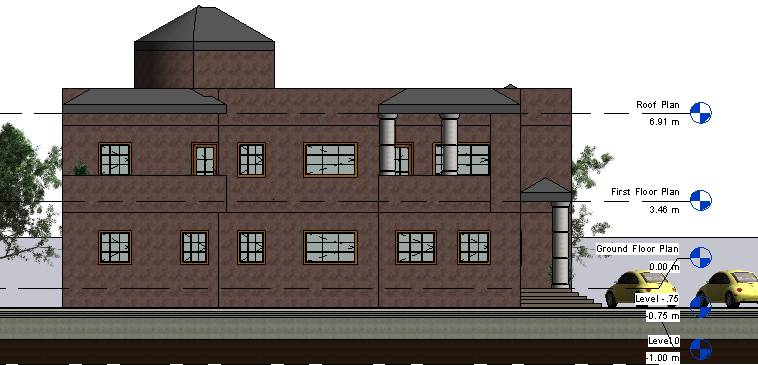 Roof Plan
6.91 m
First Floor Plan
3.46 m
Ground Floor Plan
0.00 m
Level -.75
-0.75 m
Level 0
-1.00 m